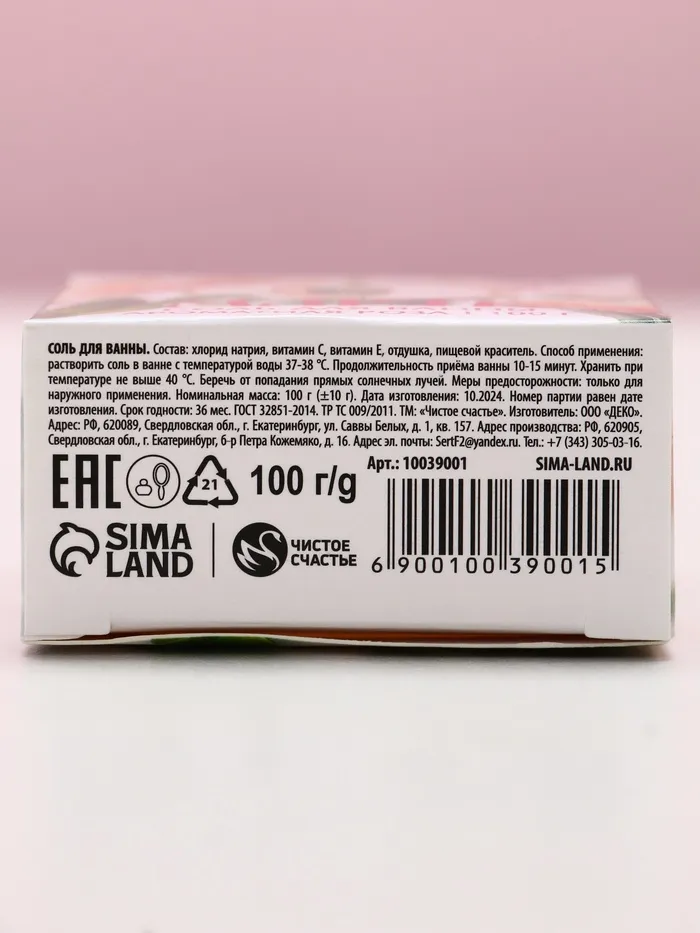 АРОМАТНАЯ РОЗА | 100 Г
СОЛЬ ДЛЯ ВАННЫ. Состав: хлорид натрия, витамин С, витамин Е, отдушка, пищевой краситель. Способ применения:
растворить соль в ванне с температурой воды 37-38 °С. Продолжительность приёма ванны 10-15 минут. Хранить при
температуре не выше 40 °С. Беречь от попадания прямых солнечных лучей. Меры предосторожности: только для
наружного применения. Номинальная масса: 100 г (±10 г). Дата изготовления: 10.2024. Номер партии равен дате
изготовления. Срок годности: 36 мес. ГОСТ 32851-2014. ТР ТС 009/2011. ТМ: «Чистое счастье». Изготовитель: ООО «ДЕКО».
Адрес: РФ, 620089, Свердловская обл., г. Екатеринбург, ул. Саввы Белых, д. 1, кв. 157. Адрес производства: РФ, 620905,
Свердловская обл., г. Екатеринбург, б-р Петра Кожемяко, д. 16. Адрес эл. почты: SertF2@yandex.ru. Тел.: +7 (343) 305-03-16.
EAC
21
100 г/g
Арт.: 10039001
SIMA-LAND.RU
SIMA
LAND
ЧИСТОЕ
СЧАСТЬЕ
6 900100 390015